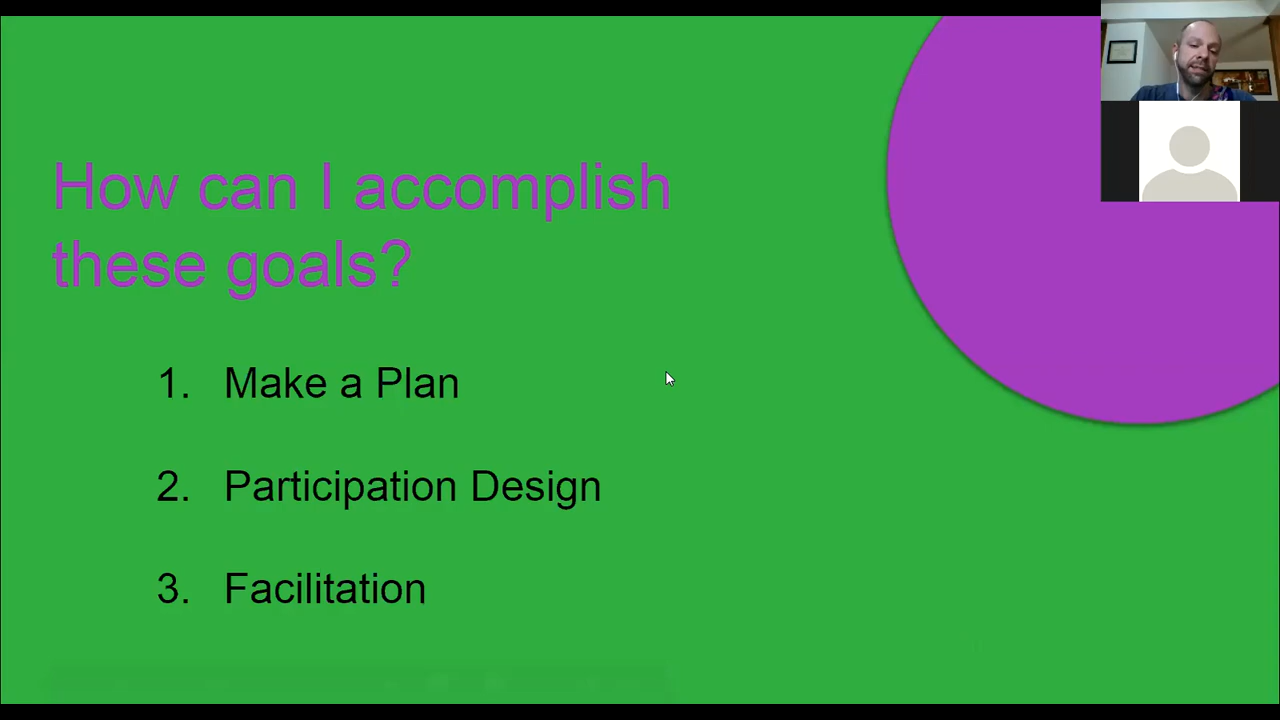 How can I accomplish
these goals?
1. Make a Plan
2. Participation Design
3. Facilitation